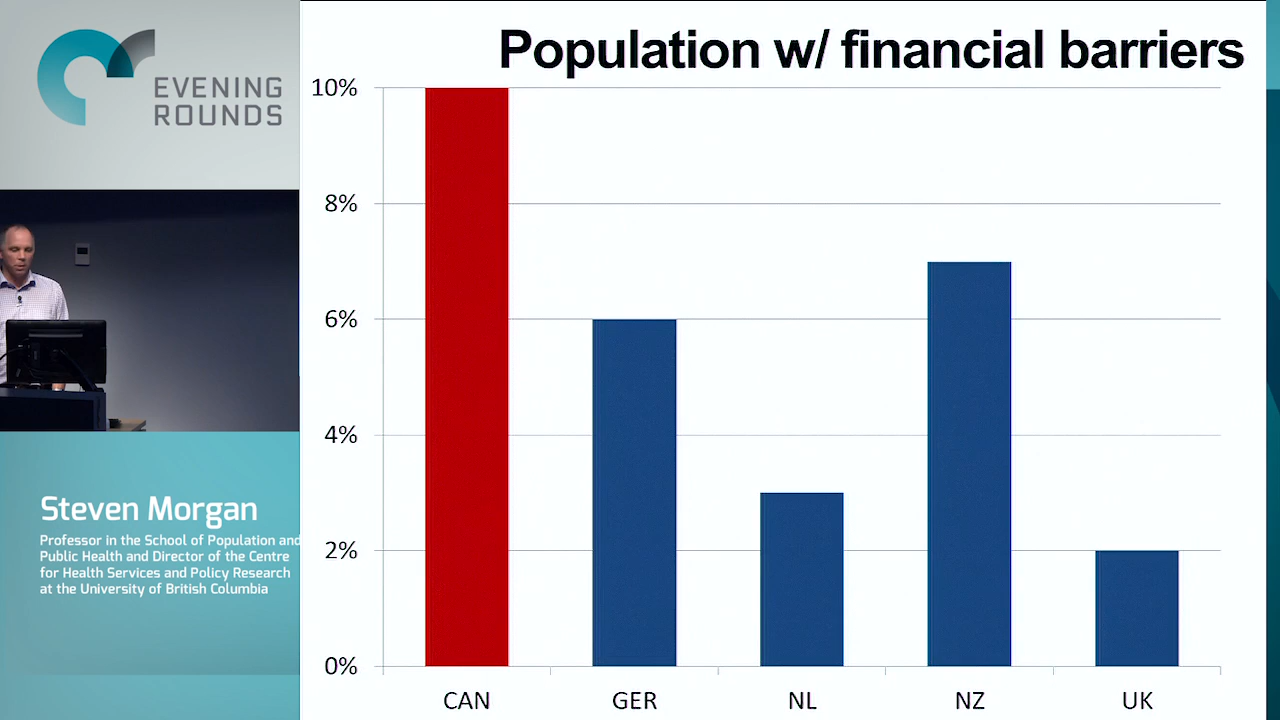 EVENING
ROUNDS
Steven Morgan
Professor in the School of Population and
Public Health and Director of the Centre
for Health Services and Policy Research
at the University of British Columbia
Population w/ financial barriers
10%
8%
6%
4%
2%
0%
CAN GER NL NZ UK